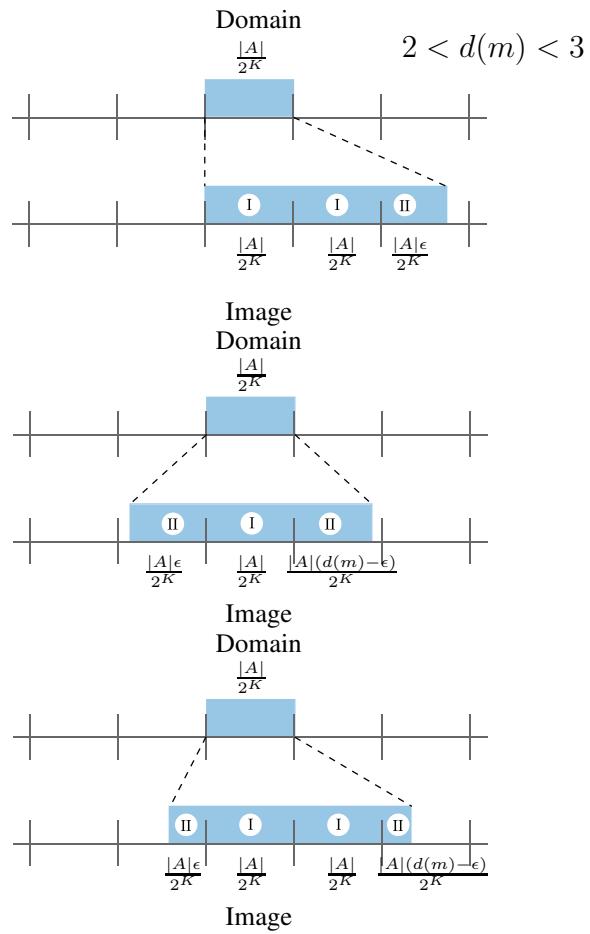 Domain
|A|/2^K
2 < d(m) < 3
I I II
|A|/2^K |A|/2^K |A|ϵ/2^K
Image
Domain
|A|/2^K
II I II
|A|ϵ/2^K |A|/2^K |A|(d(m)−ϵ)/2^K
Image
Domain
|A|/2^K
II I I II
|A|ϵ/2^K |A|/2^K |A|/2^K |A|(d(m)−ϵ)/2^K
Image